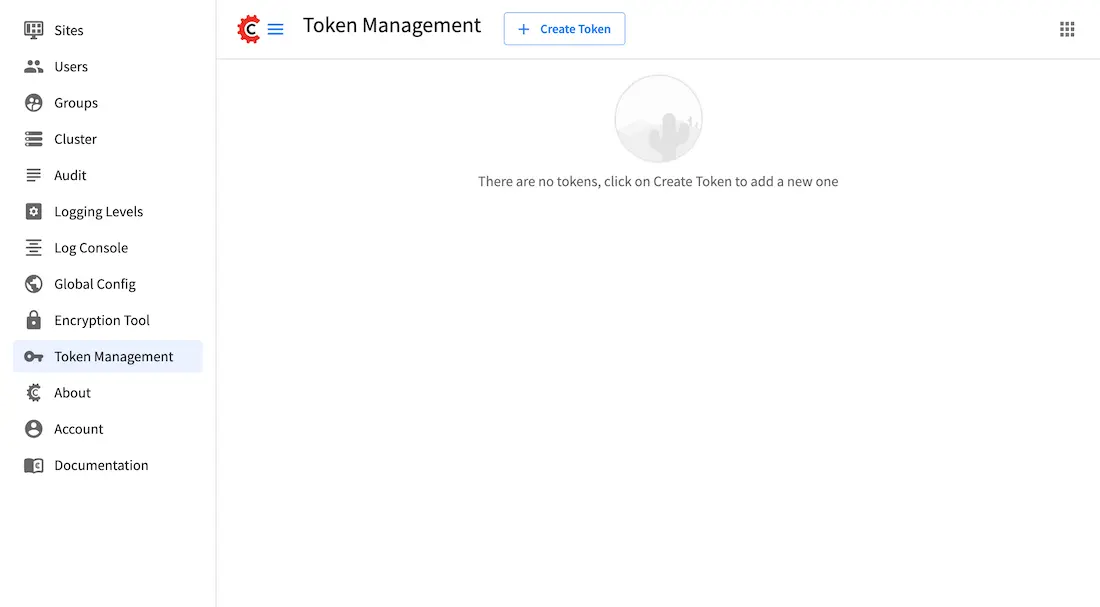 Sites
Users
Groups
Cluster
Audit
Logging Levels
Log Console
Global Config
Encryption Tool
Token Management
About
Account
Documentation
Token Management
+ Create Token
There are no tokens, click on Create Token to add a new one